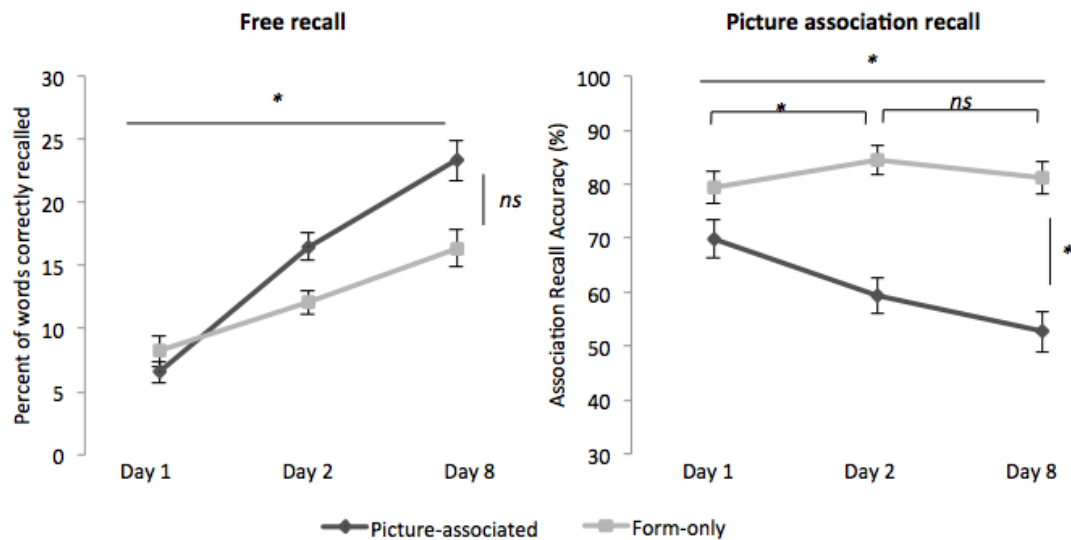 Free recall
Percent of words correctly recalled
30
25
20
15
10
5
0
*
ns
Day 1 Day 2 Day 8
Picture association recall
Association Recall Accuracy (%)
100
90
80
70
60
50
40
30
*
*
ns
*
Day 1 Day 2 Day 8
Picture-associated Form-only